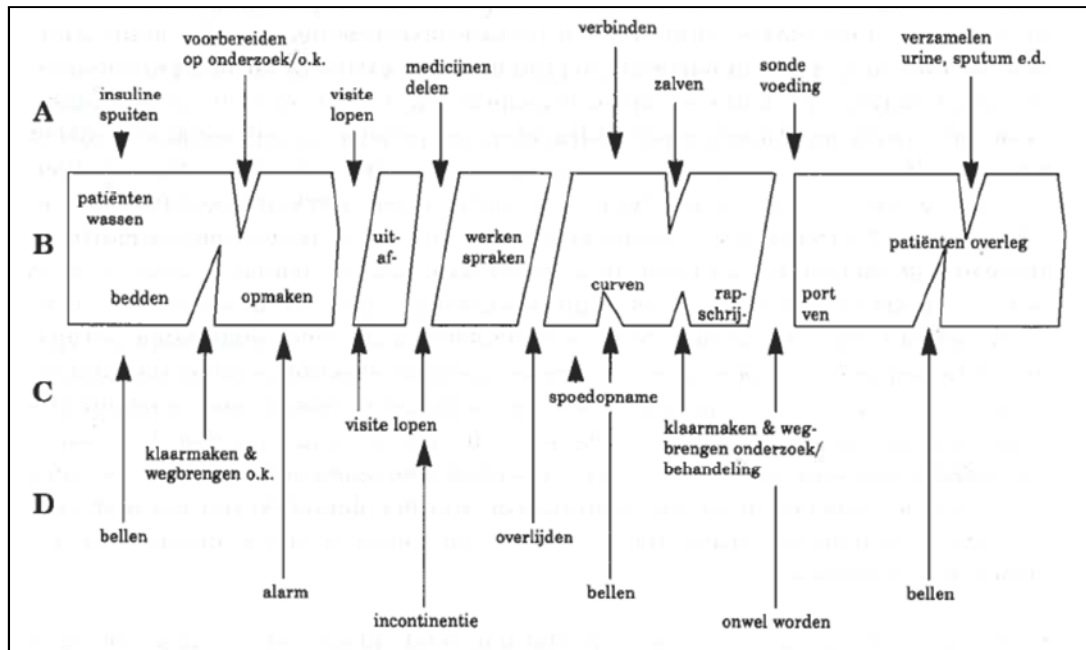 verbinden
verzamelen
urine, sputum e.d.
voorbereiden
op onderzoek/o.k.
medicijnen
delen
sonde
voeding
zalven
insuline
spuiten
visite
lopen
A
patiënten
wassen
B
uit-
af-
werken
spraken
patiënten overleg
bedden
opmaken
curven
rap-
schrij-
port
ven
C
spoedopname
visite lopen
klaarmaken & weg-
brengen onderzoek/
behandeling
klaarmaken &
wegbrengen o.k.
D
bellen
overlijden
alarm
bellen
bellen
incontinentie
onwel worden